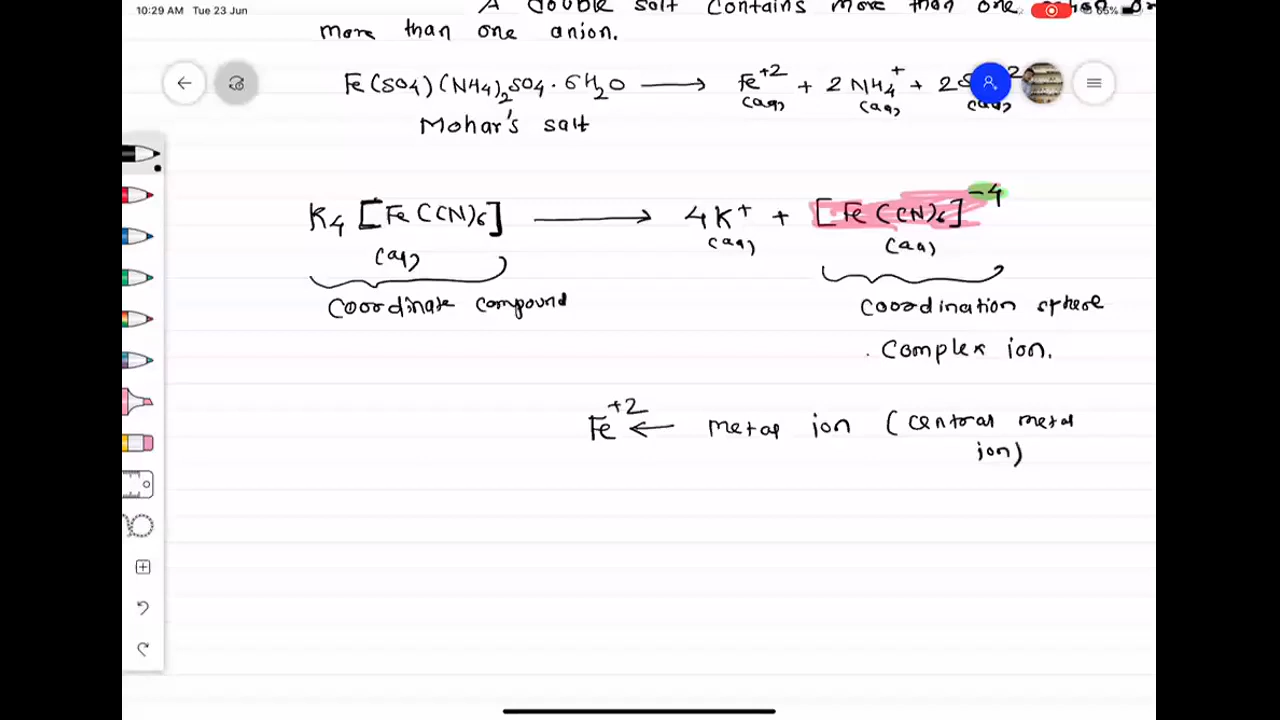 10:29 AM Tue 23 Jun
A double salt contains more than one
more than one anion.
Fe(SO4)(NH4)2SO4·6H2O ⟶ Fe+2 (aq) + 2NH4+ (aq) + 2S
Mohar's salt
K4[Fe(CN)6] (aq) ⟶ 4K+ (aq) + [Fe(CN)6]-4 (aq)
Coordinate compound
Coordination sphere
Complex ion.
Fe+2 ← metal ion (central metal
ion)